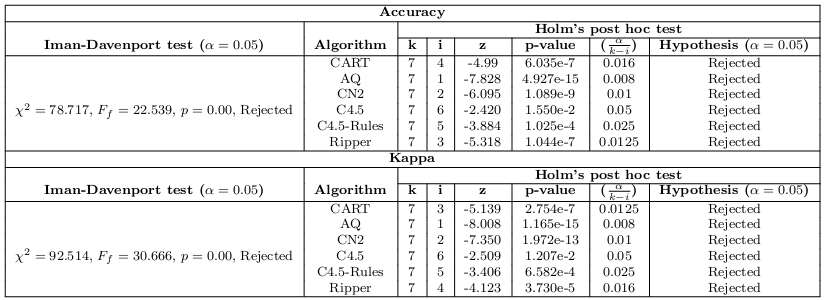 Accuracy
Holm's post hoc test
Iman-Davenport test (α = 0.05) Algorithm k i z p-value (α/k−i) Hypothesis (α = 0.05)
CART 7 4 -4.99 6.035e-7 0.016 Rejected
AQ 7 1 -7.828 4.927e-15 0.008 Rejected
CN2 7 2 -6.095 1.089e-9 0.01 Rejected
χ² = 78.717, F_f = 22.539, p = 0.00, Rejected C4.5 7 6 -2.420 1.550e-2 0.05 Rejected
C4.5-Rules 7 5 -3.884 1.025e-4 0.025 Rejected
Ripper 7 3 -5.318 1.044e-7 0.0125 Rejected
Kappa
Holm's post hoc test
Iman-Davenport test (α = 0.05) Algorithm k i z p-value (α/k−i) Hypothesis (α = 0.05)
CART 7 3 -5.139 2.754e-7 0.0125 Rejected
AQ 7 1 -8.008 1.165e-15 0.008 Rejected
CN2 7 2 -7.350 1.972e-13 0.01 Rejected
χ² = 92.514, F_f = 30.666, p = 0.00, Rejected C4.5 7 6 -2.509 1.207e-2 0.05 Rejected
C4.5-Rules 7 5 -3.406 6.582e-4 0.025 Rejected
Ripper 7 4 -4.123 3.730e-5 0.016 Rejected